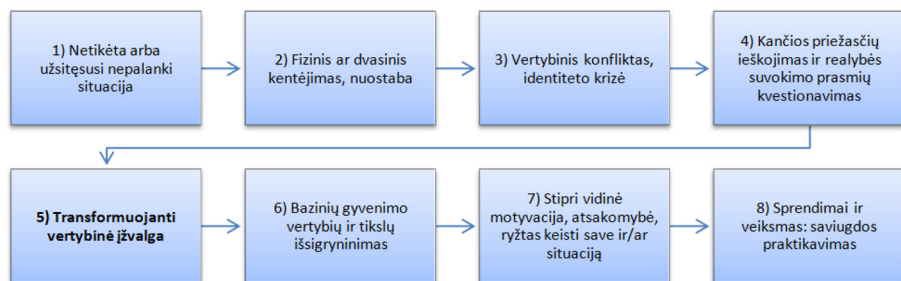 1) Netikėta arba
užsitęsusi nepalanki
situacija
2) Fizinis ar dvasinis
kentėjimas, nuostaba
3) Vertybinis konfliktas,
identiteto krizė
4) Kančios priežasčių
ieškojimas ir realybės
suvokimo prasmių
kvestionavimas
5) Transformuojanti
vertybinė įžvalga
6) Bazinių gyvenimo
vertybių ir tikslų
išsigryninimas
7) Stipri vidinė
motyvacija, atsakomybė,
ryžtas keisti save ir/ar
situaciją
8) Sprendimai ir
veiksmas: saviugdos
praktikavimas